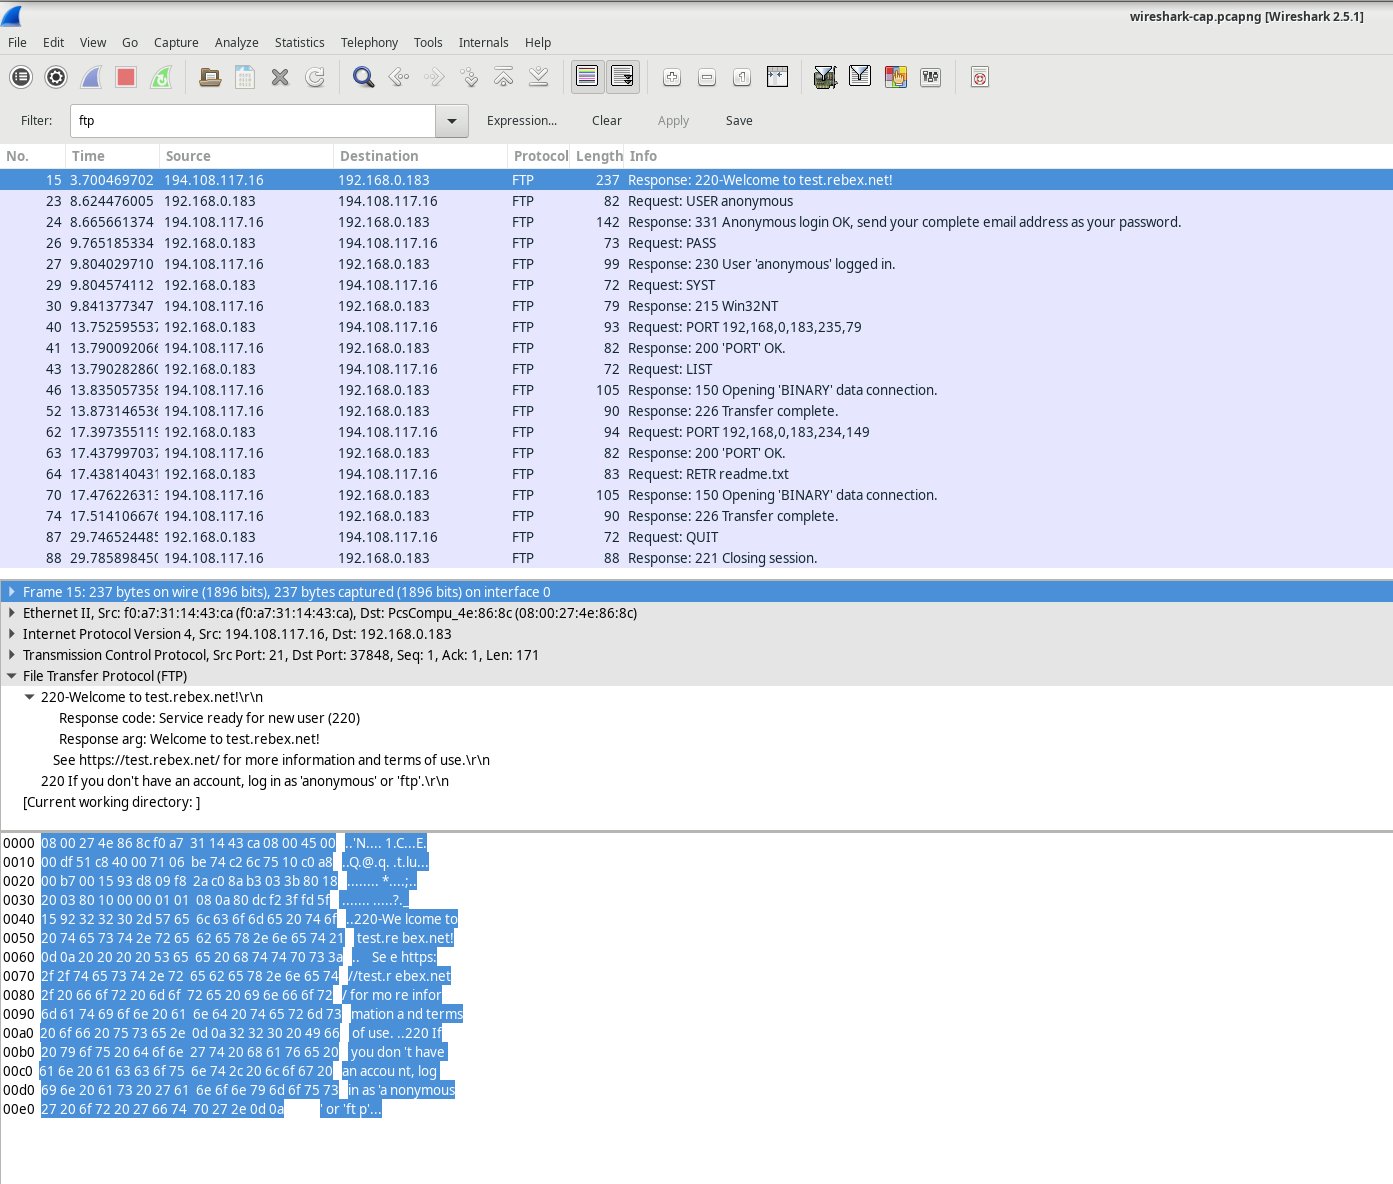 wireshark-cap.pcapng [Wireshark 2.5.1]
File Edit View Go Capture Analyze Statistics Telephony Tools Internals Help
Filter: ftp Expression... Clear Apply Save
No. Time Source Destination Protocol Length Info
15 3.700469702 194.108.117.16 192.168.0.183 FTP 237 Response: 220-Welcome to test.rebex.net!
23 8.624476005 192.168.0.183 194.108.117.16 FTP 82 Request: USER anonymous
24 8.665661374 194.108.117.16 192.168.0.183 FTP 142 Response: 331 Anonymous login OK, send your complete email address as your password.
26 9.765185334 192.168.0.183 194.108.117.16 FTP 73 Request: PASS
27 9.804029710 194.108.117.16 192.168.0.183 FTP 99 Response: 230 User 'anonymous' logged in.
29 9.804574112 192.168.0.183 194.108.117.16 FTP 72 Request: SYST
30 9.841377347 194.108.117.16 192.168.0.183 FTP 79 Response: 215 Win32NT
40 13.752595537 192.168.0.183 194.108.117.16 FTP 93 Request: PORT 192,168,0,183,235,79
41 13.790092066 194.108.117.16 192.168.0.183 FTP 82 Response: 200 'PORT' OK.
43 13.790282860 192.168.0.183 194.108.117.16 FTP 72 Request: LIST
46 13.835057358 194.108.117.16 192.168.0.183 FTP 105 Response: 150 Opening 'BINARY' data connection.
52 13.873146536 194.108.117.16 192.168.0.183 FTP 90 Response: 226 Transfer complete.
62 17.397355119 192.168.0.183 194.108.117.16 FTP 94 Request: PORT 192,168,0,183,234,149
63 17.437997037 194.108.117.16 192.168.0.183 FTP 82 Response: 200 'PORT' OK.
64 17.438140431 192.168.0.183 194.108.117.16 FTP 83 Request: RETR readme.txt
70 17.476226313 194.108.117.16 192.168.0.183 FTP 105 Response: 150 Opening 'BINARY' data connection.
74 17.514106676 194.108.117.16 192.168.0.183 FTP 90 Response: 226 Transfer complete.
87 29.746524485 192.168.0.183 194.108.117.16 FTP 72 Request: QUIT
88 29.785898450 194.108.117.16 192.168.0.183 FTP 88 Response: 221 Closing session.
Frame 15: 237 bytes on wire (1896 bits), 237 bytes captured (1896 bits) on interface 0
Ethernet II, Src: f0:a7:31:14:43:ca (f0:a7:31:14:43:ca), Dst: PcsCompu_4e:86:8c (08:00:27:4e:86:8c)
Internet Protocol Version 4, Src: 194.108.117.16, Dst: 192.168.0.183
Transmission Control Protocol, Src Port: 21, Dst Port: 37848, Seq: 1, Ack: 1, Len: 171
File Transfer Protocol (FTP)
220-Welcome to test.rebex.net!\r\n
Response code: Service ready for new user (220)
Response arg: Welcome to test.rebex.net!
See https://test.rebex.net/ for more information and terms of use.\r\n
220 If you don't have an account, log in as 'anonymous' or 'ftp'.\r\n
[Current working directory: ]
0000 08 00 27 4e 86 8c f0 a7 31 14 43 ca 08 00 45 00 ..'N.... 1.C...E.
0010 00 df 51 c8 40 00 71 06 be 74 c2 6c 75 10 c0 a8 ..Q.@.q. .t.lu...
0020 00 b7 00 15 93 d8 09 f8 2a c0 8a b3 03 3b 80 18 ........ *....;..
0030 20 03 80 10 00 00 01 01 08 0a 80 dc f2 3f fd 5f ....... .....?._
0040 15 92 32 32 30 2d 57 65 6c 63 6f 6d 65 20 74 6f ..220-We lcome to
0050 20 74 65 73 74 2e 72 65 62 65 78 2e 6e 65 74 21 test.re bex.net!
0060 0d 0a 20 20 20 20 53 65 65 20 68 74 74 70 73 3a .. Se e https:
0070 2f 2f 74 65 73 74 2e 72 65 62 65 78 2e 6e 65 74 //test.r ebex.net
0080 2f 20 66 6f 72 20 6d 6f 72 65 20 69 6e 66 6f 72 / for mo re infor
0090 6d 61 74 69 6f 6e 20 61 6e 64 20 74 65 72 6d 73 mation a nd terms
00a0 20 6f 66 20 75 73 65 2e 0d 0a 32 32 30 20 49 66 of use. ..220 If
00b0 20 79 6f 75 20 64 6f 6e 27 74 20 68 61 76 65 20 you don 't have
00c0 61 6e 20 61 63 63 6f 75 6e 74 2c 20 6c 6f 67 20 an accou nt, log
00d0 69 6e 20 61 73 20 27 61 6e 6f 6e 79 6d 6f 75 73 in as 'a nonymous
00e0 27 20 6f 72 20 27 66 74 70 27 2e 0d 0a ' or 'ft p'...